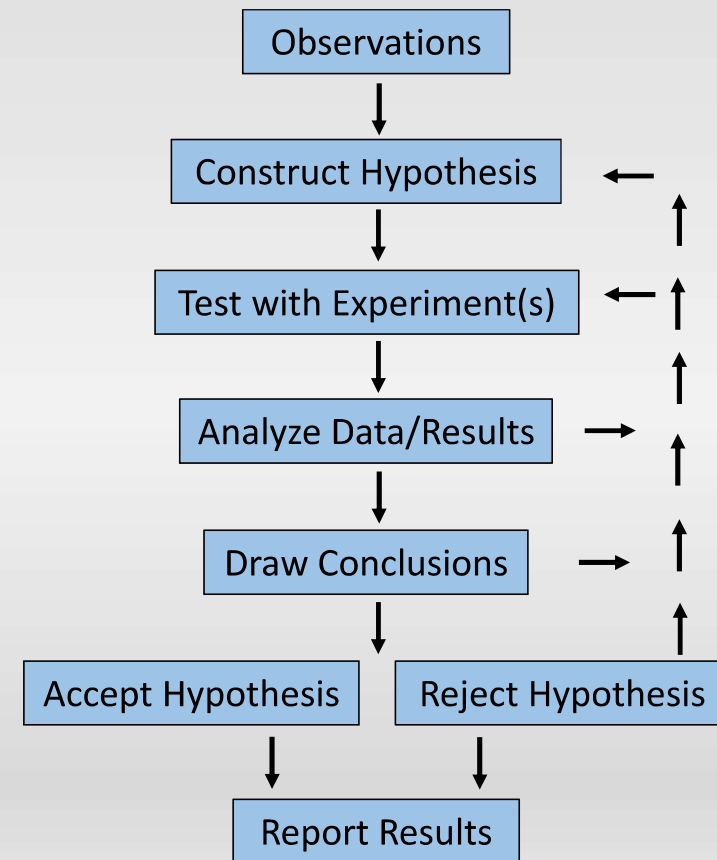 Observations
Construct Hypothesis
Test with Experiment(s)
Analyze Data/Results
Draw Conclusions
Accept Hypothesis
Reject Hypothesis
Report Results